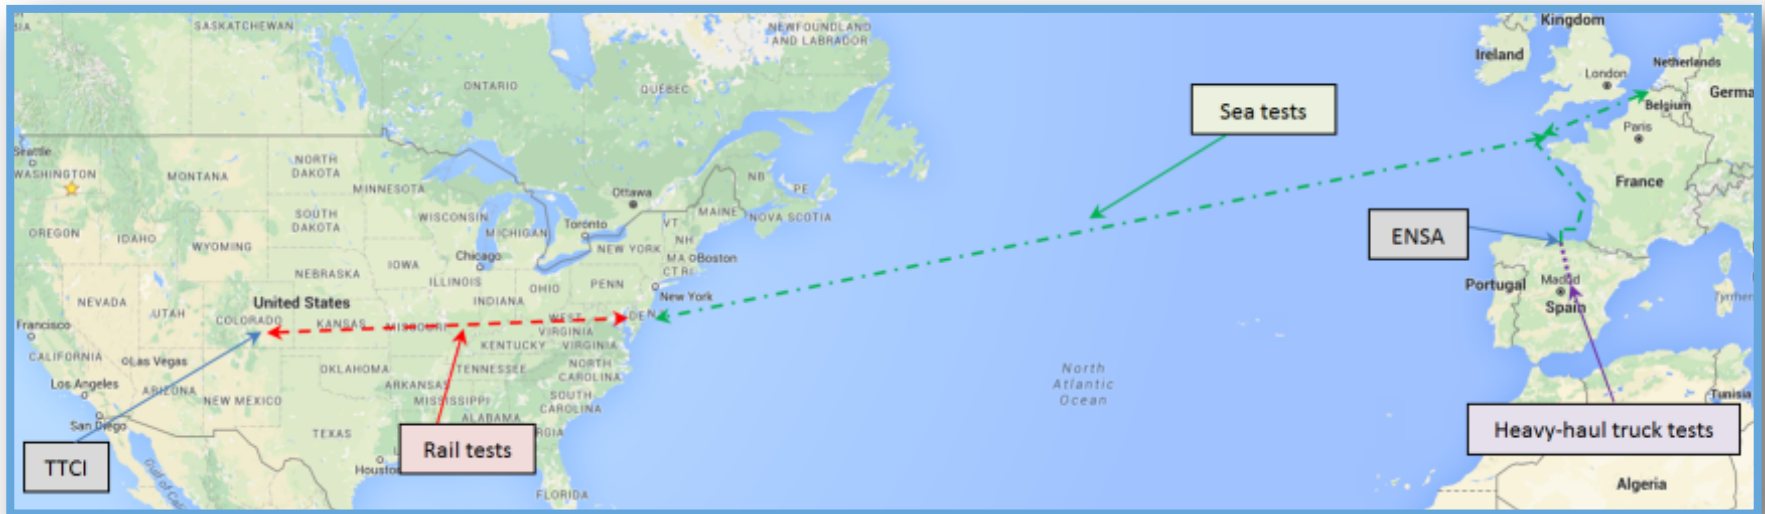 SASKATCHEWAN
NEWFOUNDLAND
AND LABRADOR
Kingdom
Ireland
Netherlands
London
Belgium
Germa
Paris
ONTARIO
QUÉBEC
Sea tests
Seattle
WASHINGTON
MONTANA
NORTH
DAKOTA
MINNESOTA
Ottawa
NB
PE
MAINE
NOVA SCOTIA
France
SOUTH
DAKOTA
WISCONSIN
MICHIGAN
Toronto
VT
NH
OREGON
IDAHO
WYOMING
NEW YORK
MA
Boston
CT
RI
ENSA
IOWA
Chicago
NEBRASKA
ILLINOIS
INDIANA
OHIO
PENN
New York
Portugal
Madrid
Spain
NEVADA
UTAH
United States
COLORADO
KANSAS
MISSOURI
WEST
VIRGINIA
DE
N
Francisco
CALIFORNIA
Las Vegas
KENTUCKY
VIRGINIA
OKLAHOMA
TENNESSEE
NORTH
CAROLINA
North
Atlantic
Ocean
Los Angeles
ARIZONA
NEW MEXICO
ARKANSAS
MISSISSIPPI
SOUTH
CAROLINA
Tunisia
San Diego
TEXAS
ALABAMA
RGIA
Rail tests
Heavy-haul truck tests
TTCI
Houston
FLORIDA
Algeria